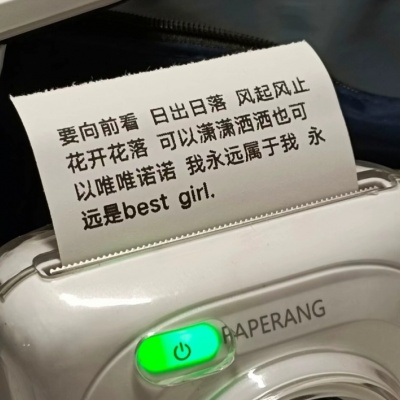 要向前看 日出日落 风起风止
花开花落 可以潇潇洒洒也可
以唯唯诺诺 我永远属于我 永
远是best girl.
PAPERANG